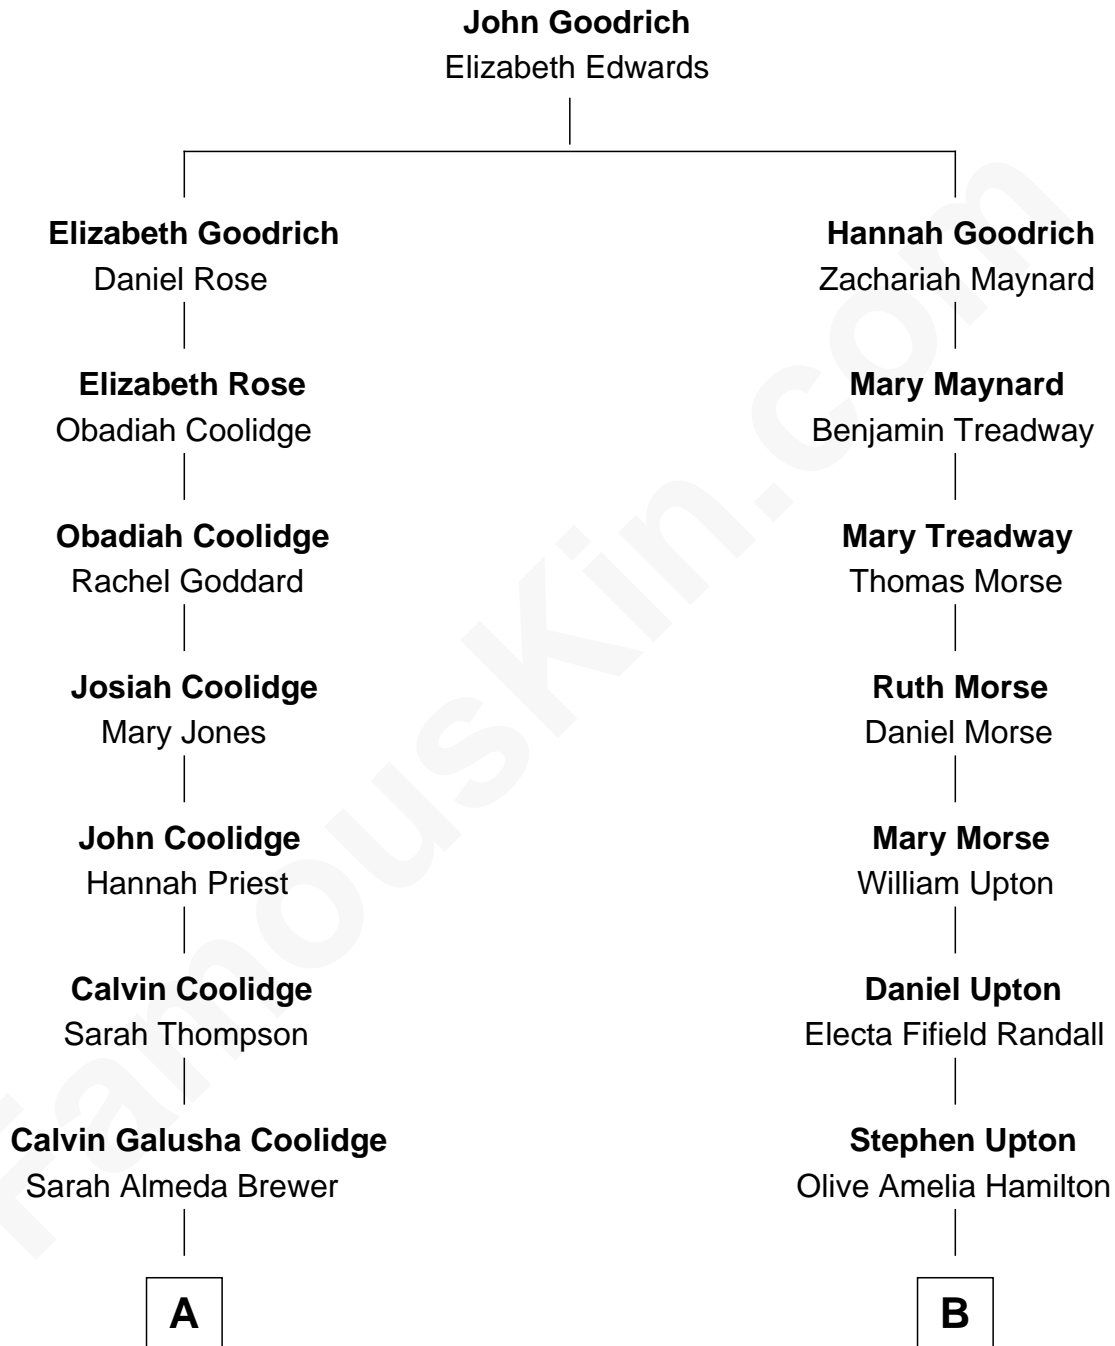 John Goodrich
Elizabeth Edwards
Elizabeth Goodrich
Daniel Rose
Hannah Goodrich
Zachariah Maynard
Elizabeth Rose
Obadiah Coolidge
Mary Maynard
Benjamin Treadway
Obadiah Coolidge
Rachel Goddard
Mary Treadway
Thomas Morse
Josiah Coolidge
Mary Jones
Ruth Morse
Daniel Morse
John Coolidge
Hannah Priest
Mary Morse
William Upton
Calvin Coolidge
Sarah Thompson
Daniel Upton
Electa Fifield Randall
Calvin Galusha Coolidge
Sarah Almeda Brewer
Stephen Upton
Olive Amelia Hamilton
A
B
FamousKin.com